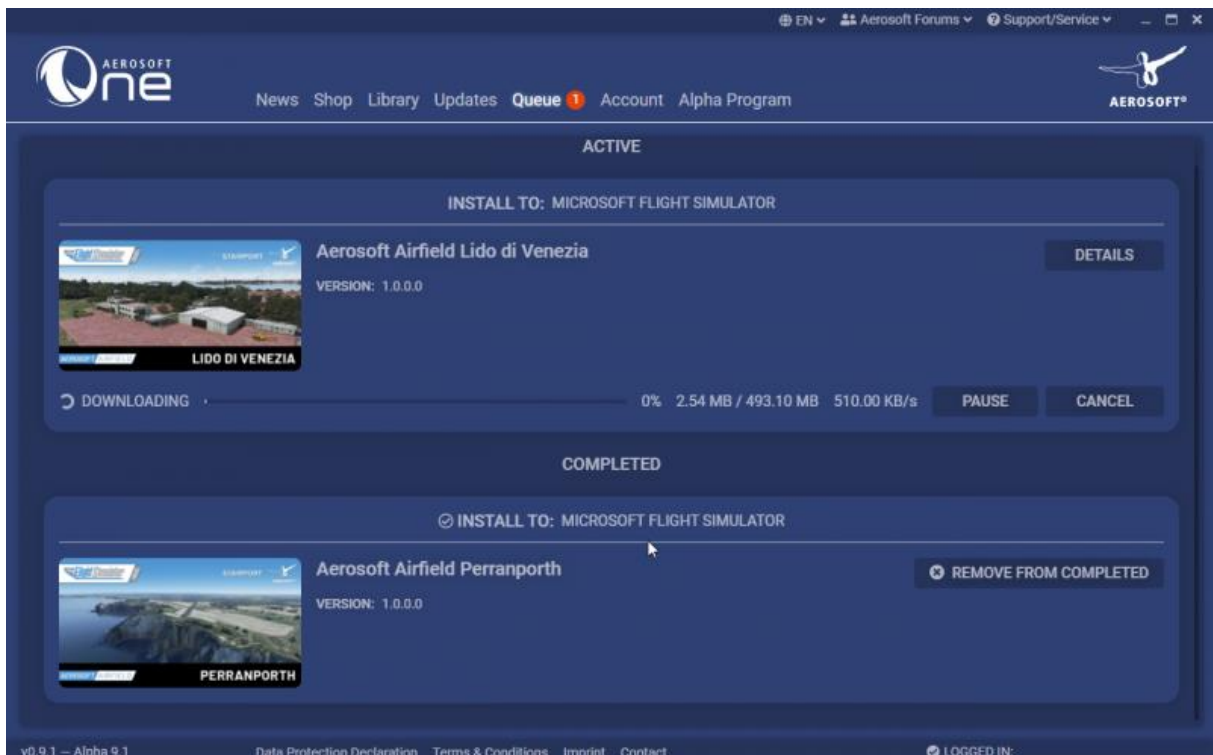 EN Aerosoft Forums Support/Service
AEROSOFT
One
News Shop Library Updates Queue 1 Account Alpha Program
AEROSOFT®
ACTIVE
INSTALL TO: MICROSOFT FLIGHT SIMULATOR
Aerosoft Airfield Lido di Venezia
DETAILS
VERSION: 1.0.0.0
LIDO DI VENEZIA
DOWNLOADING 0% 2.54 MB / 493.10 MB 510.00 KB/s PAUSE CANCEL
COMPLETED
INSTALL TO: MICROSOFT FLIGHT SIMULATOR
Aerosoft Airfield Perranporth
REMOVE FROM COMPLETED
VERSION: 1.0.0.0
PERRANPORTH
v0.9.1 – Alpha 9.1 Data Protection Declaration Terms & Conditions Imprint Contact LOGGED IN: